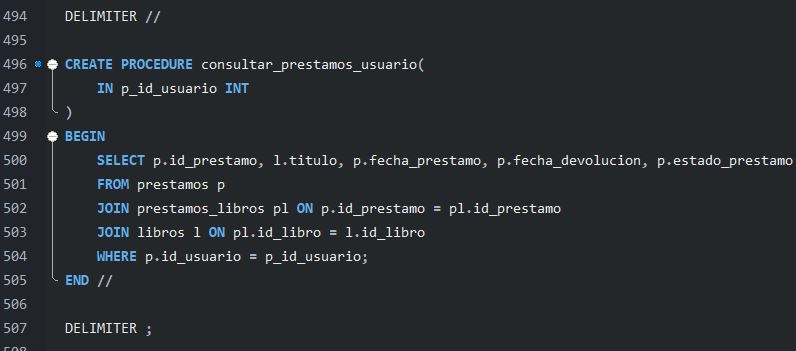 494 DELIMITER //
495
496 CREATE PROCEDURE consultar_prestamos_usuario(
497 IN p_id_usuario INT
498 )
499 BEGIN
500 SELECT p.id_prestamo, l.titulo, p.fecha_prestamo, p.fecha_devolucion, p.estado_prestamo
501 FROM prestamos p
502 JOIN prestamos_libros pl ON p.id_prestamo = pl.id_prestamo
503 JOIN libros l ON pl.id_libro = l.id_libro
504 WHERE p.id_usuario = p_id_usuario;
505 END //
506
507 DELIMITER ;